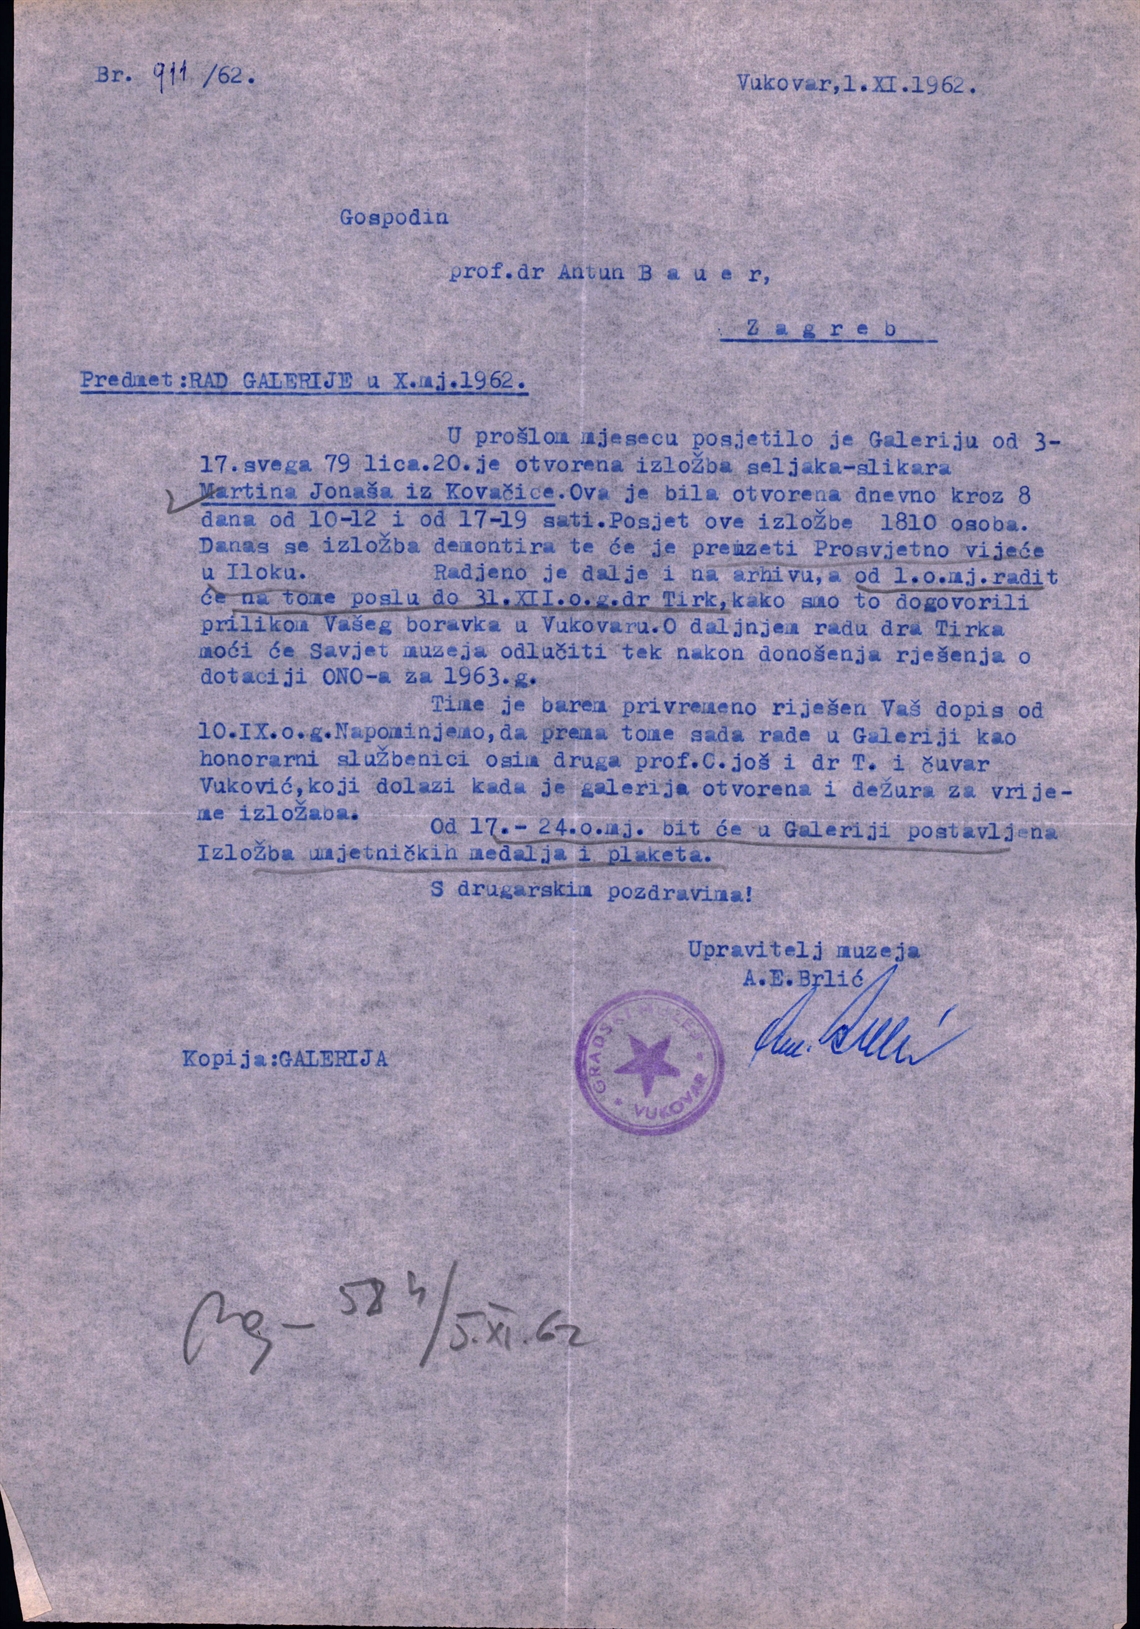 Br. 911 /62.
Vukovar,1.XI.1962.
Gospodin
prof.dr Antun B a u e r,
Z a g r e b
Predmet:RAD GALERIJE u X.mj.1962.
U prošlom mjesecu posjetilo je Galeriju od 3-
17.svega 79 lica.20.je otvorena izložba seljaka-slikara
Martina Jonaša iz Kovačice.Ova je bila otvorena dnevno kroz 8
dana od 10-12 i od 17-19 sati.Posjet ove izložbe 1810 osoba.
Danas se izložba demontira te će je preuzeti Prosvjetno vijeće
u Iloku. Radjeno je dalje i na arhivu,a od 1.o.mj.radit
će na tome poslu do 31.XII.o.g.dr Tirk,kako smo to dogovorili
prilikom Vašeg boravka u Vukovaru.O daljnjem radu dra Tirka
moći će Savjet muzeja odlučiti tek nakon donošenja rješenja o
dotaciji ONO-a za 1963.g.
Time je barem privremeno riješen Vaš dopis od
10.IX.o.g.Napominjemo,da prema tome sada rade u Galeriji kao
honorarni službenici osim druga prof.C.još i dr T. i čuvar
Vuković,koji dolazi kada je galerija otvorena i dežura za vrije-
me izložaba.
Od 17.- 24.o.mj. bit će u Galeriji postavljena
Izložba umjetničkih medalja i plaketa.
S drugarskim pozdravima!
Upravitelj muzeja
A.E.Brlić
GRADSKI MUZEJ
VUKOVAR
Kopija:GALERIJA
5.XI.62